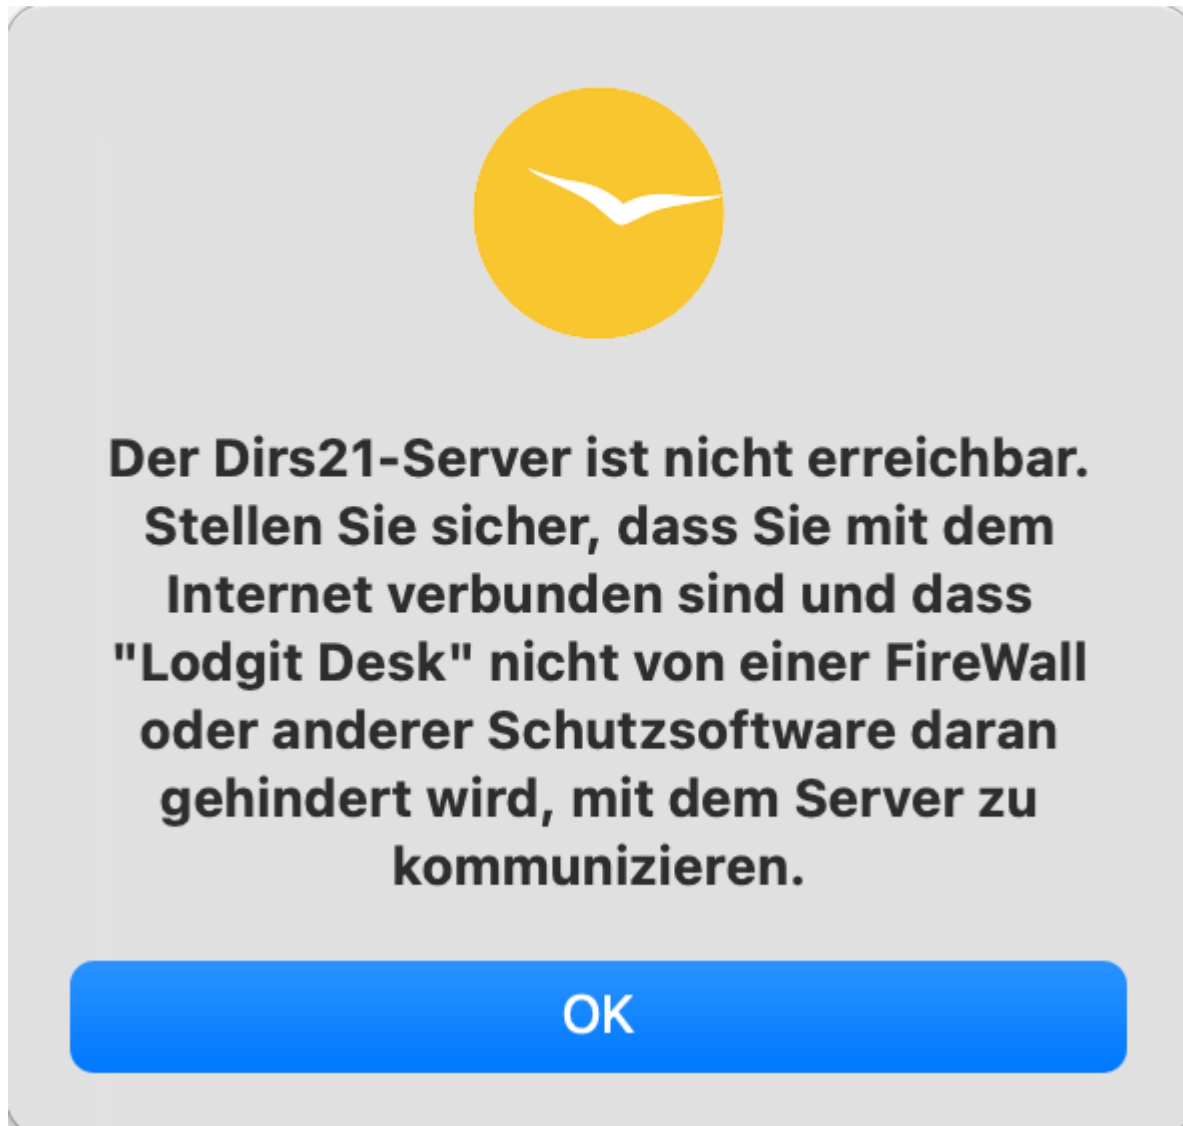 Der Dirs21-Server ist nicht erreichbar.
Stellen Sie sicher, dass Sie mit dem
Internet verbunden sind und dass
"Lodgit Desk" nicht von einer FireWall
oder anderer Schutzsoftware daran
gehindert wird, mit dem Server zu
kommunizieren.
OK